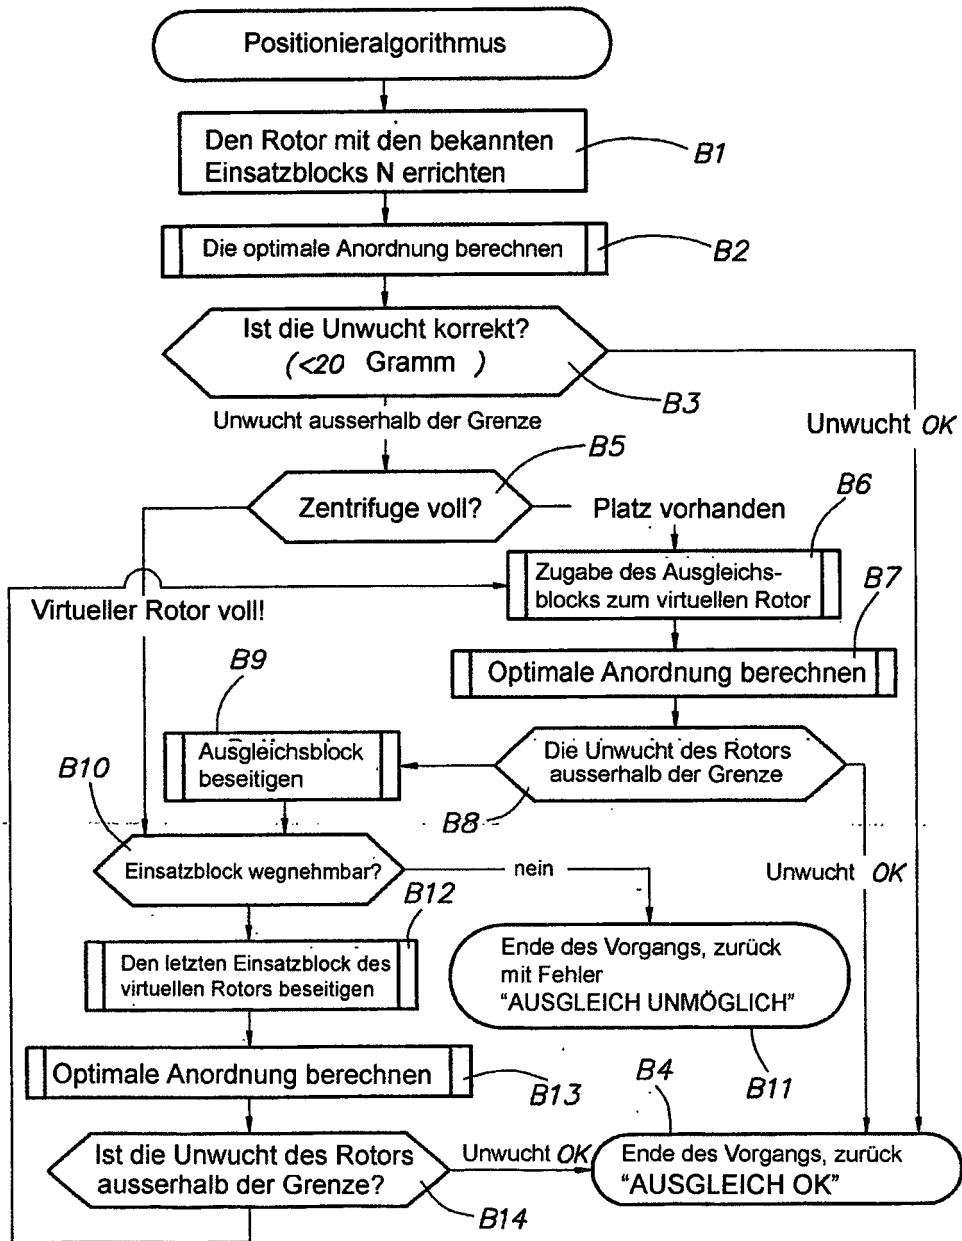 Positionieralgorithmus
Den Rotor mit den bekannten
Einsatzblocks N errichten
B1
Die optimale Anordnung berechnen
B2
Ist die Unwucht korrekt?
(<20 Gramm )
B3
Unwucht ausserhalb der Grenze
Unwucht OK
B5
Zentrifuge voll?
Platz vorhanden
B6
Zugabe des Ausgleichs-
blocks zum virtuellen Rotor
B7
Virtueller Rotor voll!
Optimale Anordnung berechnen
B9
Ausgleichsblock
beseitigen
Die Unwucht des Rotors
ausserhalb der Grenze
B10
B8
Einsatzblock wegnehmbar?
nein
Unwucht OK
B12
Den letzten Einsatzblock des
virtuellen Rotors beseitigen
Ende des Vorgangs, zurück
mit Fehler
“AUSGLEICH UNMÖGLICH”
B11
Optimale Anordnung berechnen
B13
B4
Ist die Unwucht des Rotors
ausserhalb der Grenze?
Unwucht OK
Ende des Vorgangs, zurück
“AUSGLEICH OK”
B14